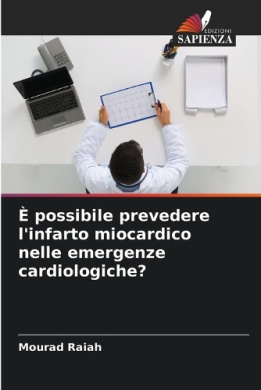 EDIZIONI
SAPIENZA
È possibile prevedere
l'infarto miocardico
nelle emergenze
cardiologiche?
Mourad Raiah